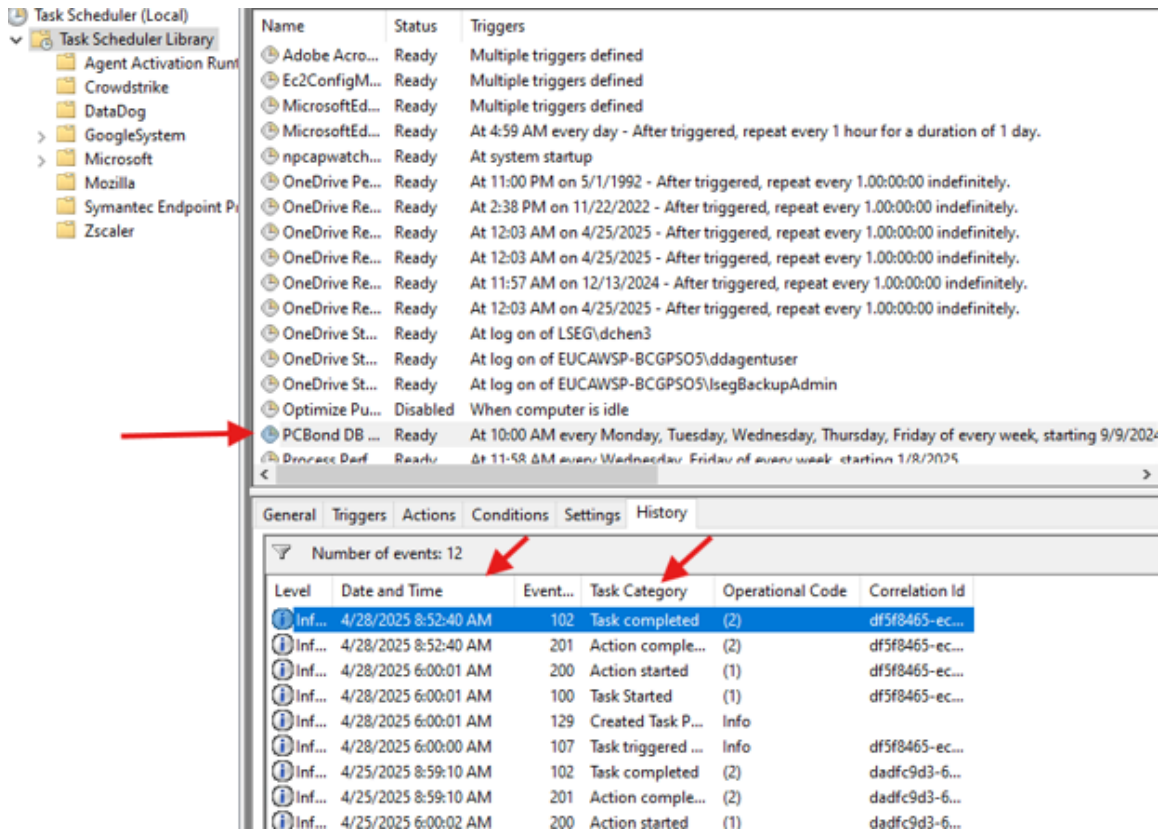 Task Scheduler (Local)
Task Scheduler Library
Agent Activation Runt
Crowdstrike
DataDog
GoogleSystem
Microsoft
Mozilla
Symantec Endpoint Pr
Zscaler
Name Status Triggers
Adobe Acro... Ready Multiple triggers defined
Ec2ConfigM... Ready Multiple triggers defined
MicrosoftEd... Ready Multiple triggers defined
MicrosoftEd... Ready At 4:59 AM every day - After triggered, repeat every 1 hour for a duration of 1 day.
npcapwatch... Ready At system startup
OneDrive Pe... Ready At 11:00 PM on 5/1/1992 - After triggered, repeat every 1.00:00:00 indefinitely.
OneDrive Re... Ready At 2:38 PM on 11/22/2022 - After triggered, repeat every 1.00:00:00 indefinitely.
OneDrive Re... Ready At 12:03 AM on 4/25/2025 - After triggered, repeat every 1.00:00:00 indefinitely.
OneDrive Re... Ready At 12:03 AM on 4/25/2025 - After triggered, repeat every 1.00:00:00 indefinitely.
OneDrive Re... Ready At 11:57 AM on 12/13/2024 - After triggered, repeat every 1.00:00:00 indefinitely.
OneDrive Re... Ready At 12:03 AM on 4/25/2025 - After triggered, repeat every 1.00:00:00 indefinitely.
OneDrive St... Ready At log on of LSEG\dchen3
OneDrive St... Ready At log on of EUCAWSP-BCGPSO5\ddagentuser
OneDrive St... Ready At log on of EUCAWSP-BCGPSO5\lsegBackupAdmin
Optimize Pu... Disabled When computer is idle
PCBond DB ... Ready At 10:00 AM every Monday, Tuesday, Wednesday, Thursday, Friday of every week, starting 9/9/2024
Process Perf Ready At 11:58 AM every Wednesday, Friday of every week, starting 1/8/2025
General Triggers Actions Conditions Settings History
Number of events: 12
Level Date and Time Event... Task Category Operational Code Correlation Id
Inf... 4/28/2025 8:52:40 AM 102 Task completed (2) df5f8465-ec...
Inf... 4/28/2025 8:52:40 AM 201 Action comple... (2) df5f8465-ec...
Inf... 4/28/2025 6:00:01 AM 200 Action started (1) df5f8465-ec...
Inf... 4/28/2025 6:00:01 AM 100 Task Started (1) df5f8465-ec...
Inf... 4/28/2025 6:00:01 AM 129 Created Task P... Info
Inf... 4/28/2025 6:00:00 AM 107 Task triggered ... Info df5f8465-ec...
Inf... 4/25/2025 8:59:10 AM 102 Task completed (2) dadfc9d3-6...
Inf... 4/25/2025 8:59:10 AM 201 Action comple... (2) dadfc9d3-6...
Inf... 4/25/2025 6:00:02 AM 200 Action started (1) dadfc9d3-6...